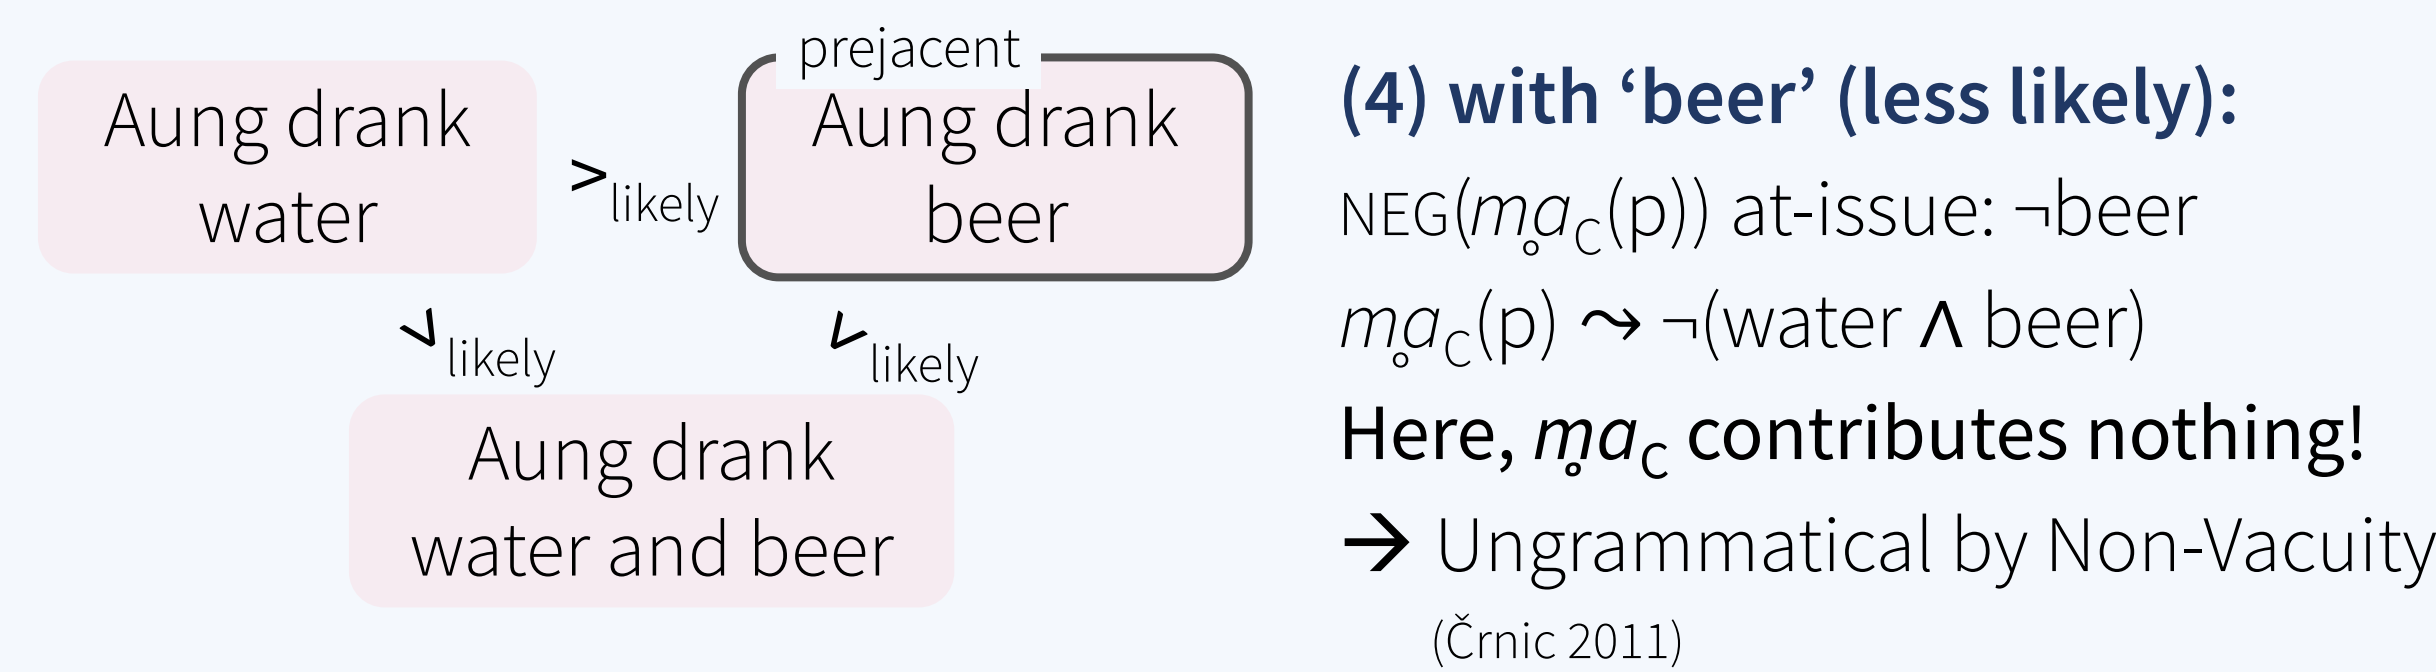 prejacent
Aung drank
water
>likely
Aung drank
beer
>likely
>likely
Aung drank
water and beer
(4) with ‘beer’ (less likely):
NEG(m̥aC(p)) at-issue: ¬beer
m̥aC(p) ⤳ ¬(water ∧ beer)
Here, m̥aC contributes nothing!
→ Ungrammatical by Non-Vacuity
(Črnic 2011)